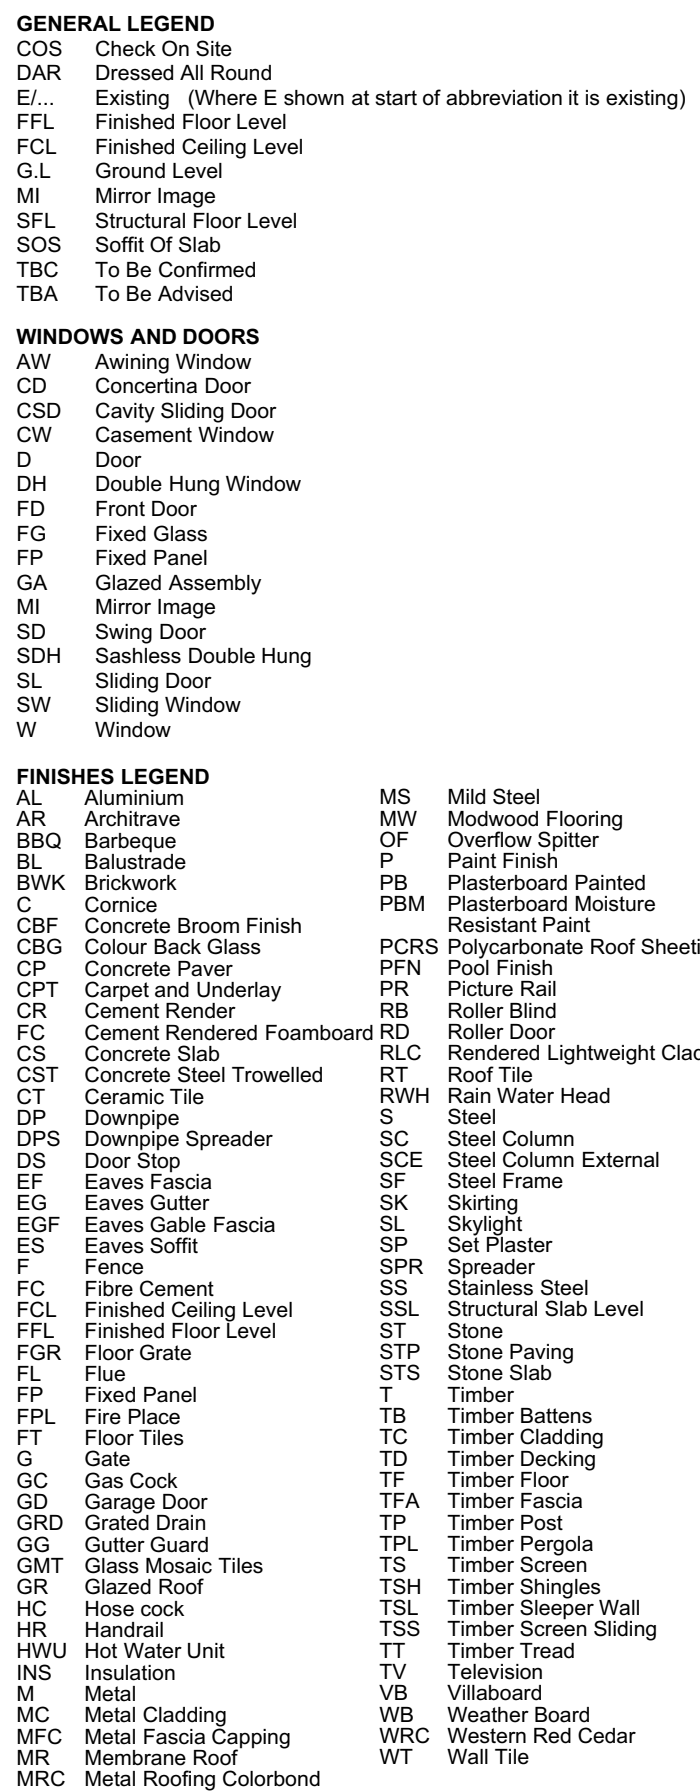 GENERAL LEGEND
COS Check On Site
DAR Dressed All Round
E/... Existing (Where E shown at start of abbreviation it is existing)
FFL Finished Floor Level
FCL Finished Ceiling Level
G.L Ground Level
MI Mirror Image
SFL Structural Floor Level
SOS Soffit Of Slab
TBC To Be Confirmed
TBA To Be Advised
WINDOWS AND DOORS
AW Awining Window
CD Concertina Door
CSD Cavity Sliding Door
CW Casement Window
D Door
DH Double Hung Window
FD Front Door
FG Fixed Glass
FP Fixed Panel
GA Glazed Assembly
MI Mirror Image
SD Swing Door
SDH Sashless Double Hung
SL Sliding Door
SW Sliding Window
W Window
FINISHES LEGEND
AL Aluminium
AR Architrave
BBQ Barbeque
BL Balustrade
BWK Brickwork
C Cornice
CBF Concrete Broom Finish
CBG Colour Back Glass
CP Concrete Paver
CPT Carpet and Underlay
CR Cement Render
FC Cement Rendered Foamboard
CS Concrete Slab
CST Concrete Steel Trowelled
CT Ceramic Tile
DP Downpipe
DPS Downpipe Spreader
DS Door Stop
EF Eaves Fascia
EG Eaves Gutter
EGF Eaves Gable Fascia
ES Eaves Soffit
F Fence
FC Fibre Cement
FCL Finished Ceiling Level
FFL Finished Floor Level
FGR Floor Grate
FL Flue
FP Fixed Panel
FPL Fire Place
FT Floor Tiles
G Gate
GC Gas Cock
GD Garage Door
GRD Grated Drain
GG Gutter Guard
GMT Glass Mosaic Tiles
GR Glazed Roof
HC Hose cock
HR Handrail
HWU Hot Water Unit
INS Insulation
M Metal
MC Metal Cladding
MFC Metal Fascia Capping
MR Membrane Roof
MRC Metal Roofing Colorbond
MS Mild Steel
MW Modwood Flooring
OF Overflow Spitter
P Paint Finish
PB Plasterboard Painted
PBM Plasterboard Moisture
Resistant Paint
PCRS Polycarbonate Roof Sheeti
PFN Pool Finish
PR Picture Rail
RB Roller Blind
RD Roller Door
RLC Rendered Lightweight Clad
RT Roof Tile
RWH Rain Water Head
S Steel
SC Steel Column
SCE Steel Column External
SF Steel Frame
SK Skirting
SL Skylight
SP Set Plaster
SPR Spreader
SS Stainless Steel
SSL Structural Slab Level
ST Stone
STP Stone Paving
STS Stone Slab
T Timber
TB Timber Battens
TC Timber Cladding
TD Timber Decking
TF Timber Floor
TFA Timber Fascia
TP Timber Post
TPL Timber Pergola
TS Timber Screen
TSH Timber Shingles
TSL Timber Sleeper Wall
TSS Timber Screen Sliding
TT Timber Tread
TV Television
VB Villaboard
WB Weather Board
WRC Western Red Cedar
WT Wall Tile